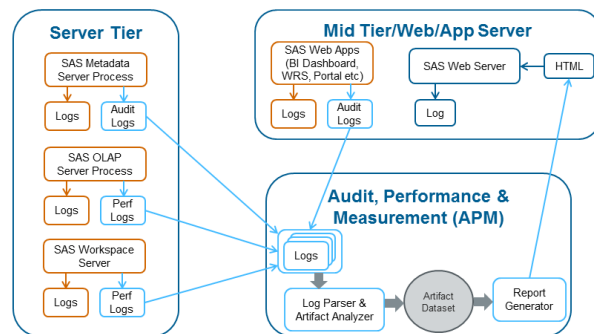 Server Tier
SAS Metadata
Server Process
Logs
Audit
Logs
SAS OLAP
Server Process
Logs
Perf
Logs
SAS Workspace
Server
Logs
Perf
Logs
Mid Tier/Web/App Server
SAS Web Apps
(BI Dashboard,
WRS, Portal etc)
Logs
Audit
Logs
SAS Web Server
Log
HTML
Audit, Performance &
Measurement (APM)
Logs
Log Parser &
Artifact Analyzer
Artifact
Dataset
Report
Generator